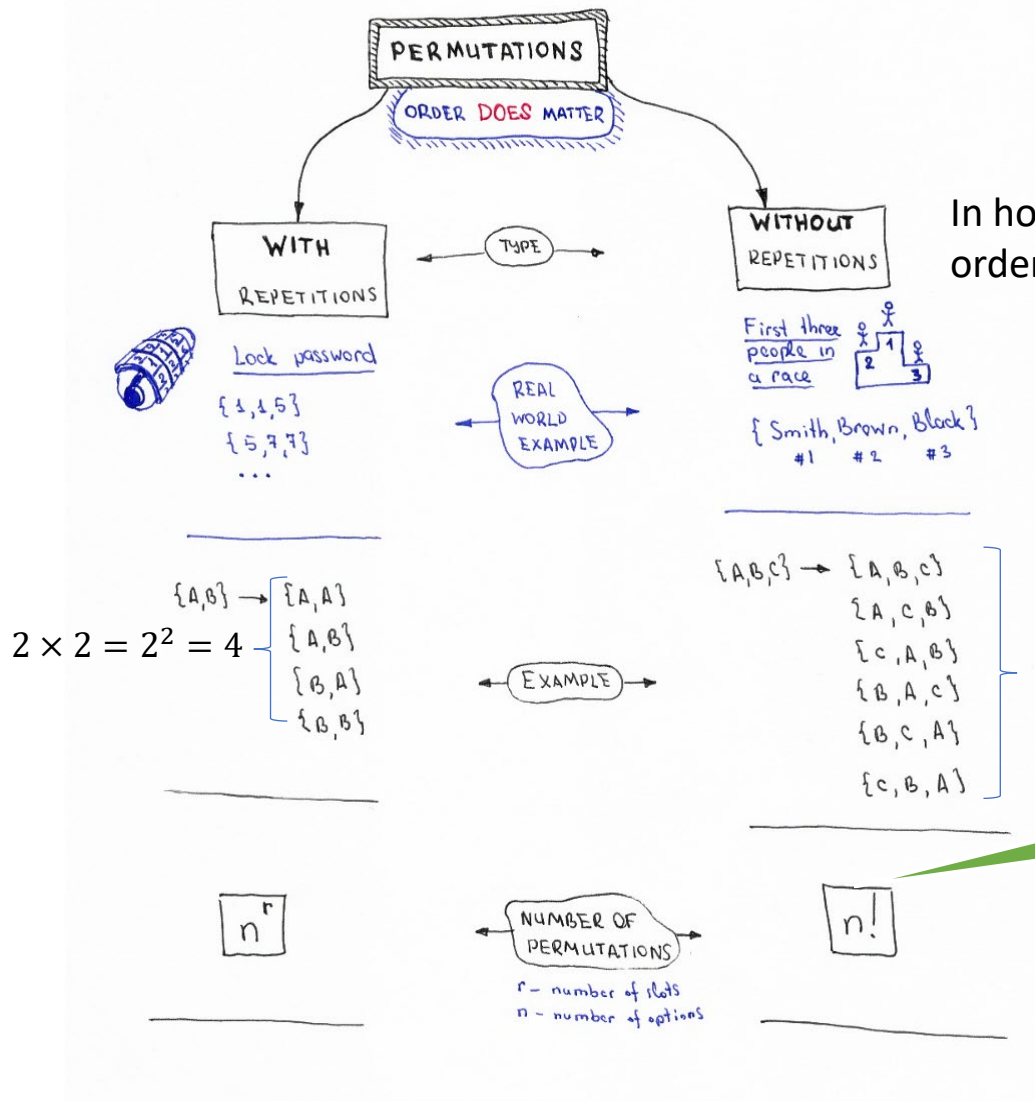 PERMUTATIONS
ORDER DOES MATTER
WITH
REPETITIONS
TYPE
WITHOUT
REPETITIONS
In ho
order
Lock password
{1,1,5}
{5,7,7}
...
REAL
WORLD
EXAMPLE
First three
people in
a race
1
2
3
{Smith, Brown, Black}
#1 #2 #3
2 × 2 = 2² = 4
{A,B} → {A,A}
{A,B}
{B,A}
{B,B}
EXAMPLE
{A,B,C} → {A,B,C}
{A,C,B}
{C,A,B}
{B,A,C}
{B,C,A}
{C,B,A}
nʳ
NUMBER OF
PERMUTATIONS
r - number of slots
n - number of options
n!